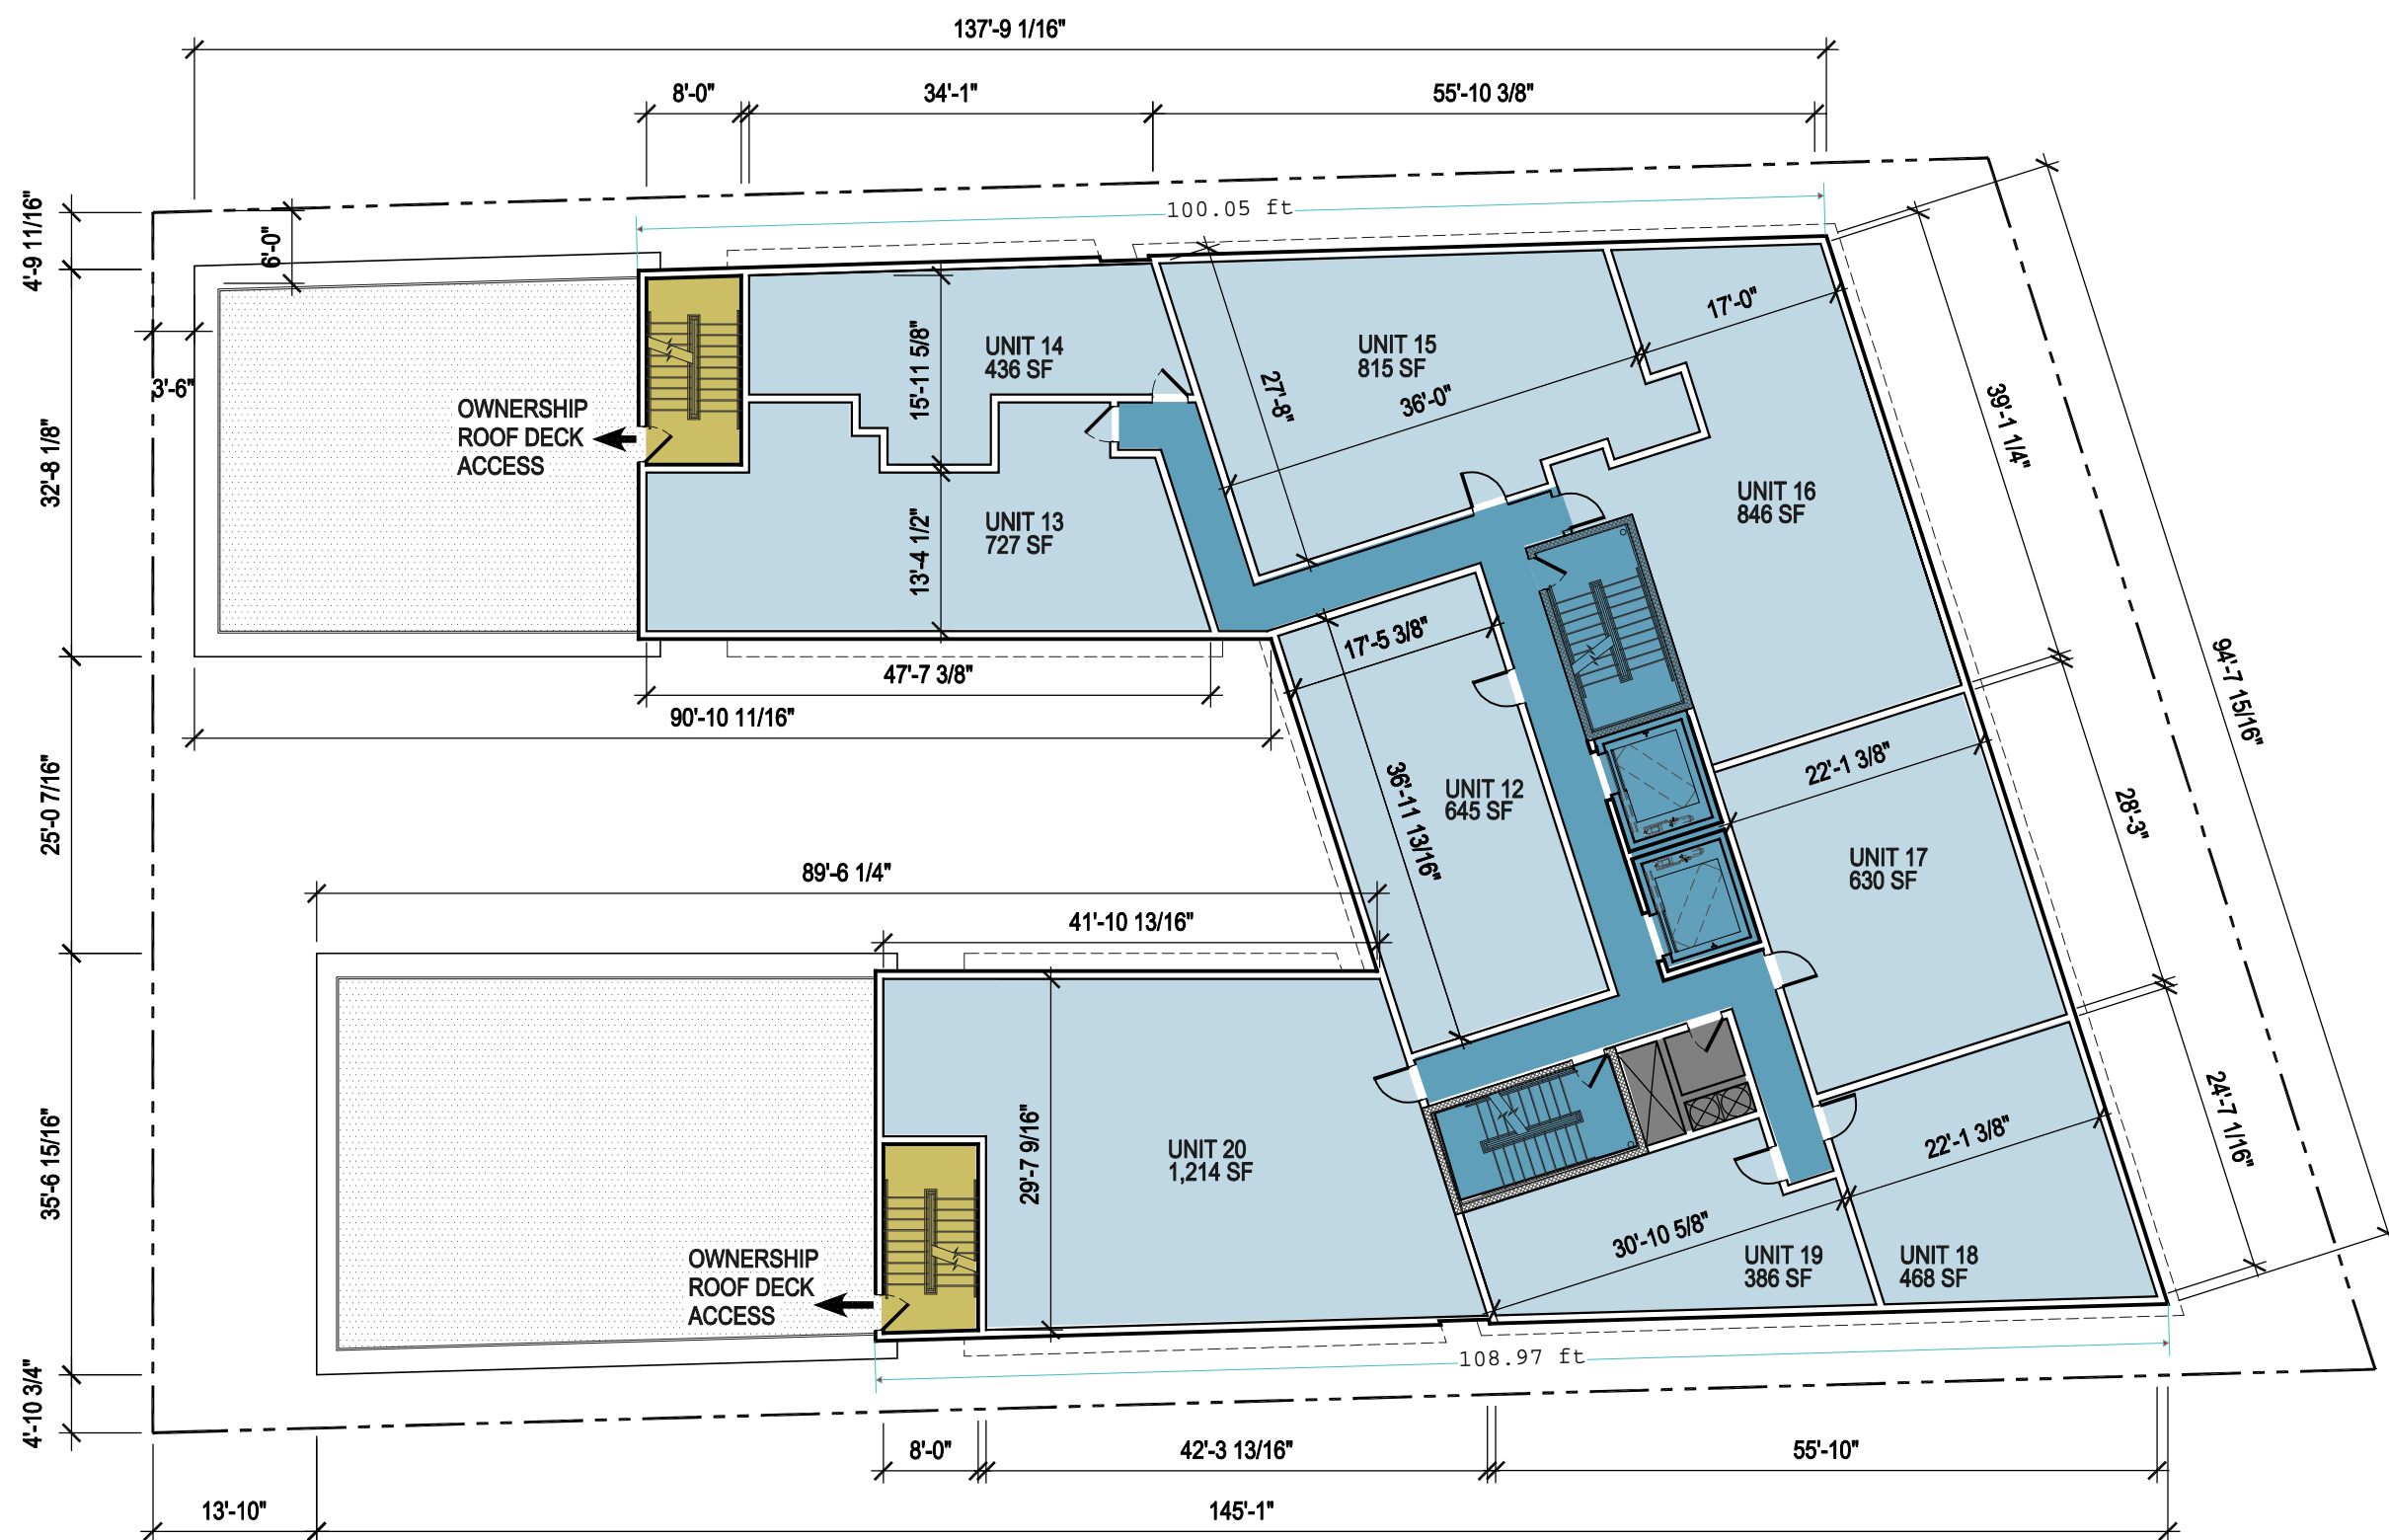 137'-9 1/16"
8'-0"
34'-1"
55'-10 3/8"
4'-9 11/16"
6'-0"
100.05 ft
17'-0"
15'-11 5/8"
UNIT 14
436 SF
UNIT 15
815 SF
27'-8"
36'-0"
39'-1 1/4"
3'-6"
OWNERSHIP
ROOF DECK
ACCESS
32'-8 1/8"
UNIT 16
846 SF
UNIT 13
727 SF
13'-4 1/2"
17'-5 3/8"
47'-7 3/8"
90'-10 11/16"
94'-7 15/16"
25'-0 7/16"
36'-11 13/16"
UNIT 12
645 SF
22'-1 3/8"
28'-3"
89'-6 1/4"
UNIT 17
630 SF
41'-10 13/16"
35'-6 15/16"
29'-7 9/16"
UNIT 20
1,214 SF
22'-1 3/8"
24'-7 1/16"
30'-10 5/8"
OWNERSHIP
ROOF DECK
ACCESS
UNIT 19
386 SF
UNIT 18
468 SF
108.97 ft
4'-10 3/4"
8'-0"
42'-3 13/16"
55'-10"
13'-10"
145'-1"